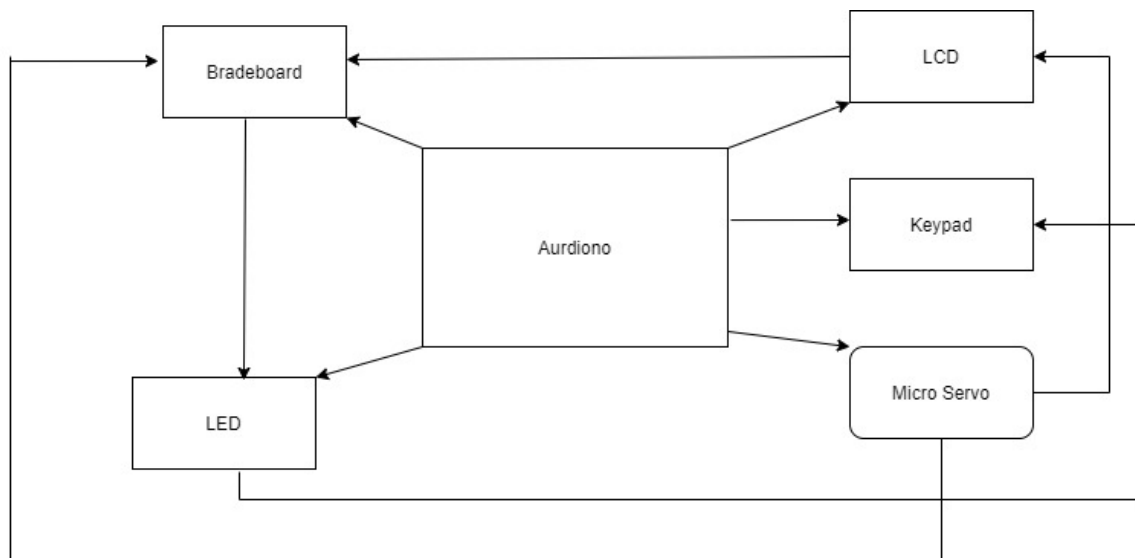 Bradeboard
LCD
Aurdiono
Keypad
LED
Micro Servo